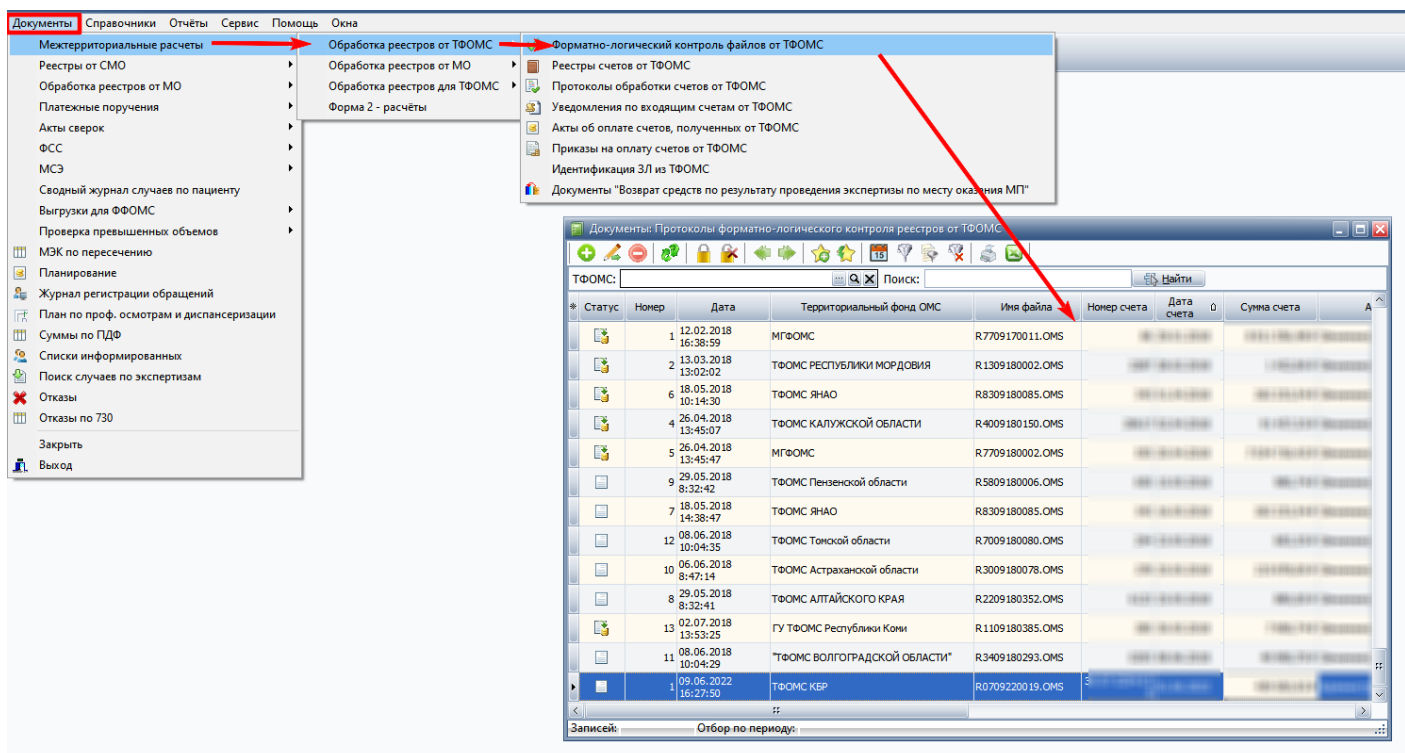 Документы Справочники Отчёты Сервис Помощь Окна
Межтерриториальные расчеты
Реестры от СМО
Обработка реестров от МО
Платежные поручения
Акты сверок
ФСС
МСЭ
Сводный журнал случаев по пациенту
Выгрузки для ФФОМС
Проверка превышенных объемов
МЭК по пересечению
Планирование
Журнал регистрации обращений
План по проф. осмотрам и диспансеризации
Суммы по ПДФ
Списки информированных
Поиск случаев по экспертизам
Отказы
Отказы по 730
Закрыть
Выход
Обработка реестров от ТФОМС
Обработка реестров от МО
Обработка реестров для ТФОМС
Форма 2 - расчёты
Форматно-логический контроль файлов от ТФОМС
Реестры счетов от ТФОМС
Протоколы обработки счетов от ТФОМС
Уведомления по входящим счетам от ТФОМС
Акты об оплате счетов, полученных от ТФОМС
Приказы на оплату счетов от ТФОМС
Идентификация ЗЛ из ТФОМС
Документы "Возврат средств по результату проведения экспертизы по месту оказания МП"
Документы: Протоколы форматно-логического контроля реестров от ТФОМС
15
ТФОМС: Поиск: Найти
* Статус Номер Дата Территориальный фонд ОМС Имя файла Номер счета Дата счета Сумма счета А
1 12.02.2018 16:38:59 МГФОМС R7709170011.OMS
2 13.03.2018 13:02:02 ТФОМС РЕСПУБЛИКИ МОРДОВИЯ R1309180002.OMS
6 18.05.2018 10:14:30 ТФОМС ЯНАО R8309180085.OMS
4 26.04.2018 13:45:07 ТФОМС КАЛУЖСКОЙ ОБЛАСТИ R4009180150.OMS
5 26.04.2018 13:45:47 МГФОМС R7709180002.OMS
9 29.05.2018 8:32:42 ТФОМС Пензенской области R5809180006.OMS
7 18.05.2018 14:38:47 ТФОМС ЯНАО R8309180085.OMS
12 08.06.2018 10:04:35 ТФОМС Томской области R7009180080.OMS
10 06.06.2018 8:47:14 ТФОМС Астраханской области R3009180078.OMS
8 29.05.2018 8:32:41 ТФОМС АЛТАЙСКОГО КРАЯ R2209180352.OMS
13 02.07.2018 13:53:25 ГУ ТФОМС Республики Коми R1109180385.OMS
11 08.06.2018 10:04:29 "ТФОМС ВОЛГОГРАДСКОЙ ОБЛАСТИ" R3409180293.OMS
1 09.06.2022 16:27:50 ТФОМС КБР R0709220019.OMS
Записей: Отбор по периоду: